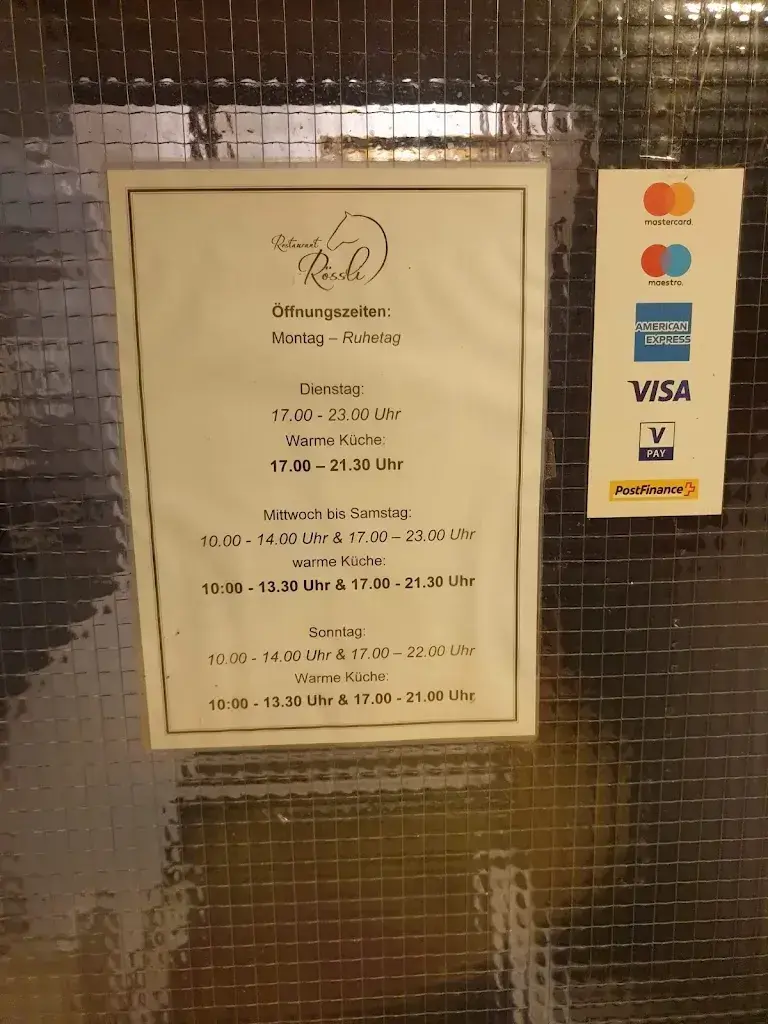 Restaurant
Rössli
Öffnungszeiten:
Montag – Ruhetag
Dienstag:
17.00 - 23.00 Uhr
Warme Küche:
17.00 – 21.30 Uhr
Mittwoch bis Samstag:
10.00 - 14.00 Uhr & 17.00 – 23.00 Uhr
warme Küche:
10:00 - 13.30 Uhr & 17.00 - 21.30 Uhr
Sonntag:
10.00 - 14.00 Uhr & 17.00 – 22.00 Uhr
Warme Küche:
10:00 - 13.30 Uhr & 17.00 - 21.00 Uhr
mastercard.
maestro.
AMERICAN
EXPRESS
VISA
V
PAY
PostFinance